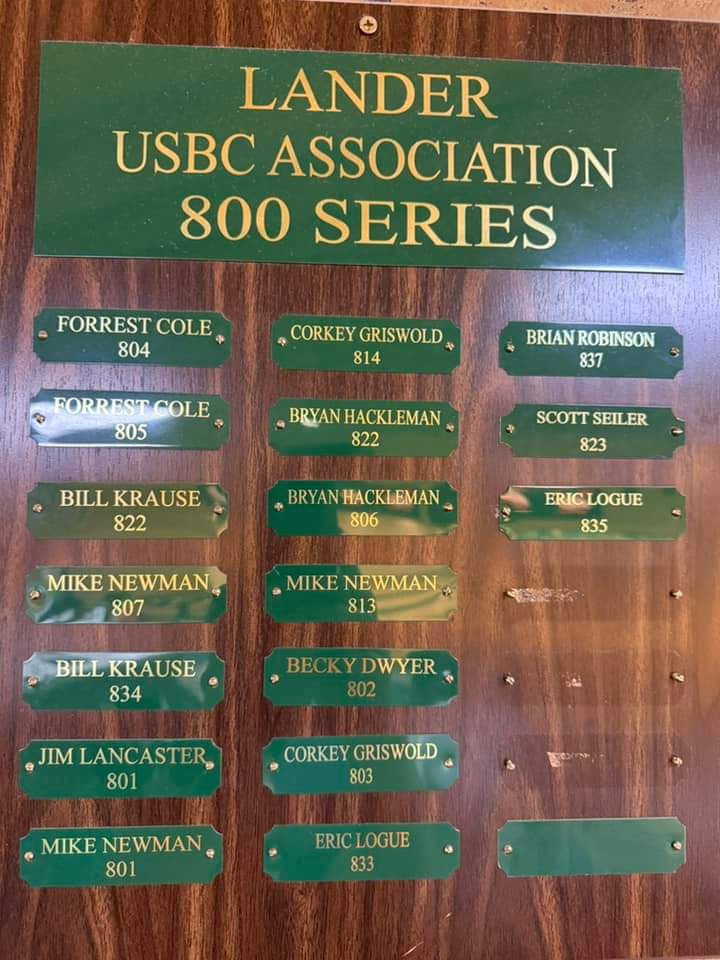 LANDER
USBC ASSOCIATION
800 SERIES
FORREST COLE
804
FORREST COLE
805
BILL KRAUSE
822
MIKE NEWMAN
807
BILL KRAUSE
834
JIM LANCASTER
801
MIKE NEWMAN
801
CORKEY GRISWOLD
814
BRYAN HACKLEMAN
822
BRYAN HACKLEMAN
806
MIKE NEWMAN
813
BECKY DWYER
802
CORKEY GRISWOLD
803
ERIC LOGUE
833
BRIAN ROBINSON
837
SCOTT SEILER
823
ERIC LOGUE
835